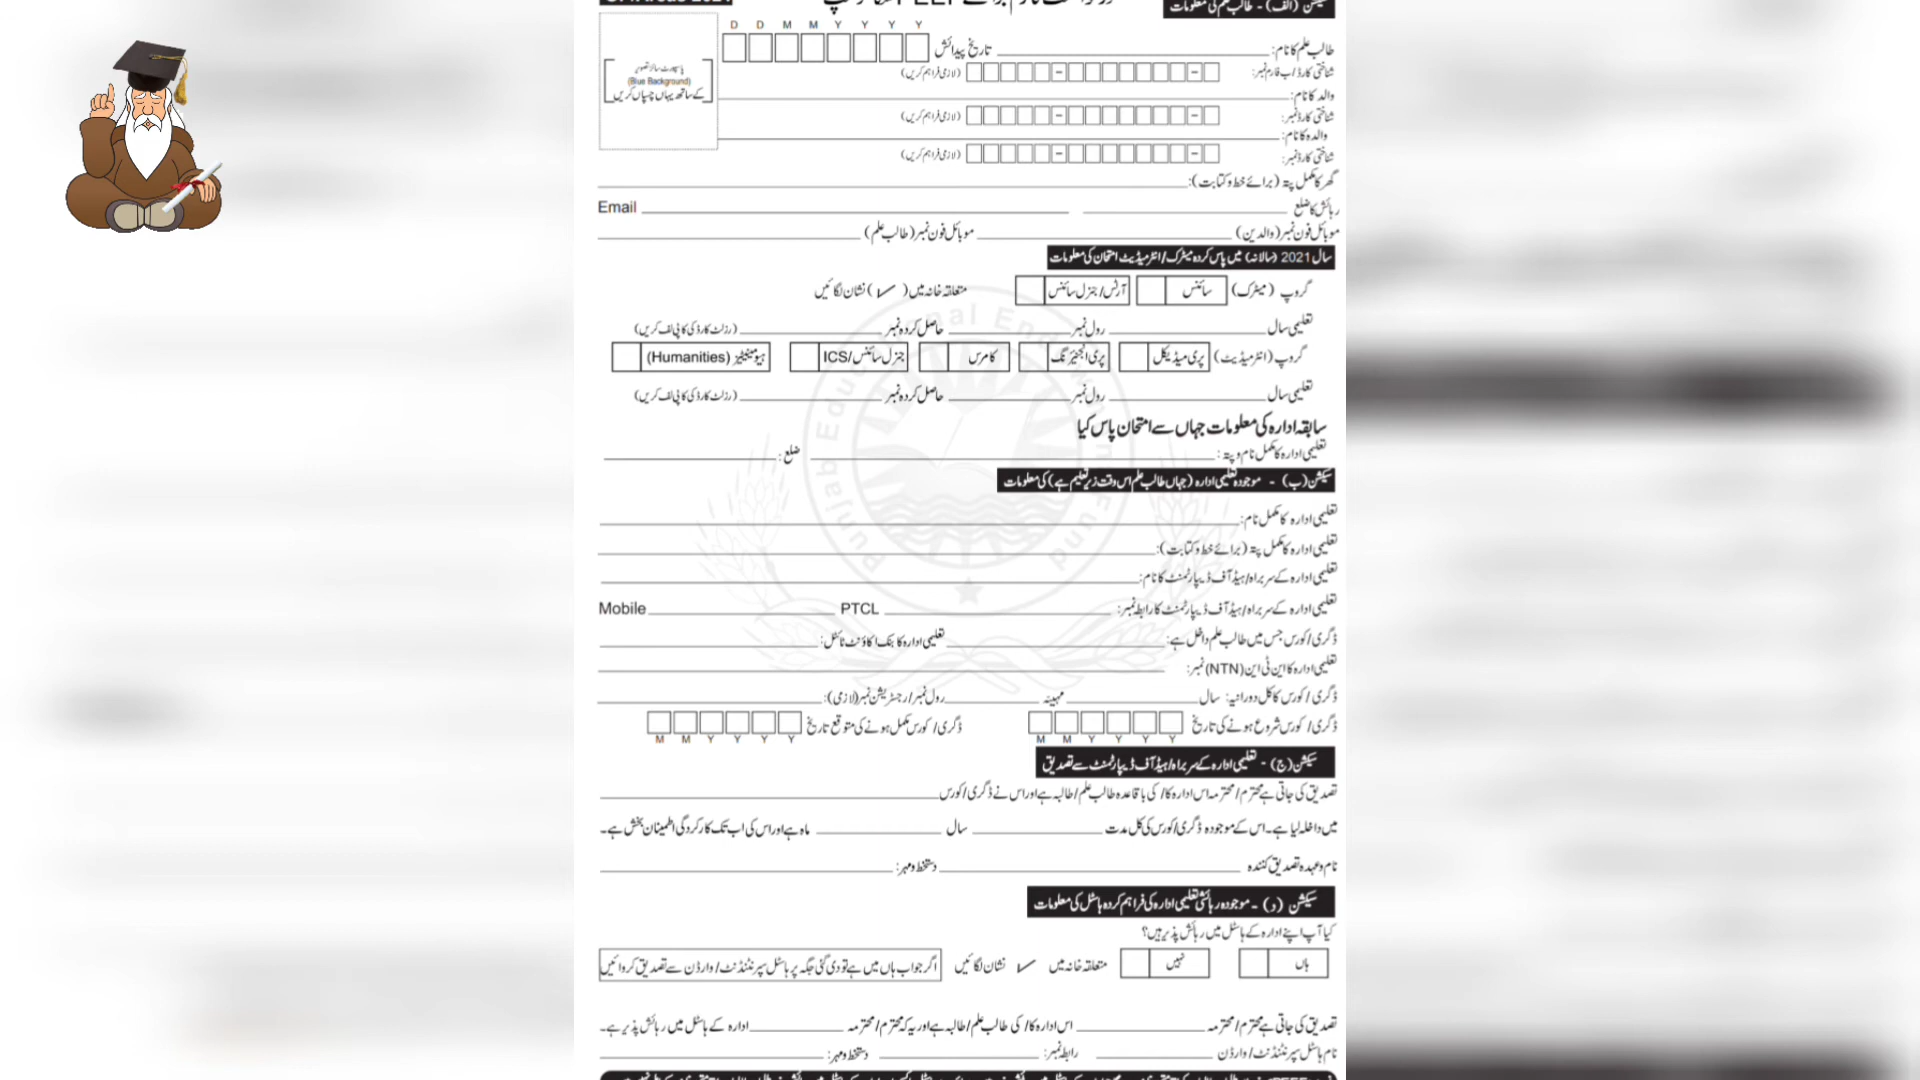 سیکشن (الف) - طالب علم کی معلومات
D D M M Y Y Y Y
طالب علم کا نام: تاریخ پیدائش
پاسپورٹ سائز تصویر
(Blue Background)
کے ساتھ یہاں چسپاں کریں
شناختی کارڈ/ب فارم نمبر: (لازمی فراہم کریں)
والد کا نام:
شناختی کارڈ نمبر: (لازمی فراہم کریں)
والدہ کا نام:
شناختی کارڈ نمبر: (لازمی فراہم کریں)
گھر کا مکمل پتہ (برائے خط و کتابت):
رہائش کا ضلع Email
موبائل فون نمبر (والدین) موبائل فون نمبر (طالب علم)
سال 2021 (سالانہ) میں پاس کردہ میٹرک/انٹرمیڈیٹ امتحان کی معلومات
گروپ (میٹرک) سائنس آرٹس/جنرل سائنس متعلقہ خانہ میں (✓) نشان لگائیں
تعلیمی سال رول نمبر حاصل کردہ نمبر (رزلٹ کارڈ کی کاپی لف کریں)
گروپ (انٹرمیڈیٹ) پری میڈیکل پری انجینئرنگ کامرس جنرل سائنس/ICS ہیومینٹیز (Humanities)
تعلیمی سال رول نمبر حاصل کردہ نمبر (رزلٹ کارڈ کی کاپی لف کریں)
سابقہ ادارہ کی معلومات جہاں سے امتحان پاس کیا
تعلیمی ادارہ کا مکمل نام و پتہ: ضلع:
سیکشن (ب) - موجودہ تعلیمی ادارہ (جہاں طالب علم اس وقت زیر تعلیم ہے) کی معلومات
تعلیمی ادارہ کا مکمل نام:
تعلیمی ادارہ کا مکمل پتہ (برائے خط و کتابت):
تعلیمی ادارہ کے سربراہ/ہیڈ آف ڈیپارٹمنٹ کا نام:
تعلیمی ادارہ کے سربراہ/ہیڈ آف ڈیپارٹمنٹ کا رابطہ نمبر: PTCL Mobile
ڈگری/کورس جس میں طالب علم داخل ہے: تعلیمی ادارہ کا بنک اکاؤنٹ ٹائٹل:
تعلیمی ادارہ کا این ٹی این (NTN) نمبر:
ڈگری/کورس کا کل دورانیہ: سال مہینہ رول نمبر/رجسٹریشن نمبر (لازمی):
ڈگری/کورس شروع ہونے کی تاریخ ڈگری/کورس مکمل ہونے کی متوقع تاریخ
M M Y Y Y Y M M Y Y Y Y
سیکشن (ج) - تعلیمی ادارہ کے سربراہ/ہیڈ آف ڈیپارٹمنٹ سے تصدیق
تصدیق کی جاتی ہے محترم/محترمہ اس ادارہ کا/کی باقاعدہ طالب علم/طالبہ ہے اور اس نے ڈگری/کورس
میں داخلہ لیا ہے۔ اس کے موجودہ ڈگری/کورس کی کل مدت سال ماہ ہے اور اس کی اب تک کارکردگی اطمینان بخش ہے۔
نام و عہدہ تصدیق کنندہ دستخط و مہر:
سیکشن (د) - موجودہ رہائشی تعلیمی ادارہ کی فراہم کردہ ہاسٹل کی معلومات
کیا آپ اپنے ادارہ کے ہاسٹل میں رہائش پذیر ہیں؟
ہاں نہیں متعلقہ خانہ میں ✓ نشان لگائیں اگر جواب ہاں میں ہے تو دی گئی جگہ پر ہاسٹل سپرنٹنڈنٹ/وارڈن سے تصدیق کروائیں
تصدیق کی جاتی ہے محترم/محترمہ اس ادارہ کا/کی طالب علم/طالبہ ہے اور یہ کہ محترم/محترمہ ادارہ کے ہاسٹل میں رہائش پذیر ہے۔
نام ہاسٹل سپرنٹنڈنٹ/وارڈن رابطہ نمبر: دستخط و مہر:
Punjab Educational Endowment Fund